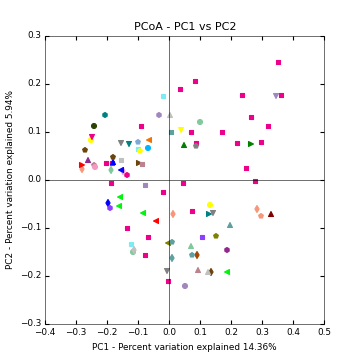 PCoA - PC1 vs PC2
0.3
0.2
0.1
0.0
−0.1
−0.2
−0.3
PC2 - Percent variation explained 5.94%
−0.4 −0.3 −0.2 −0.1 0.0 0.1 0.2 0.3 0.4 0.5
PC1 - Percent variation explained 14.36%